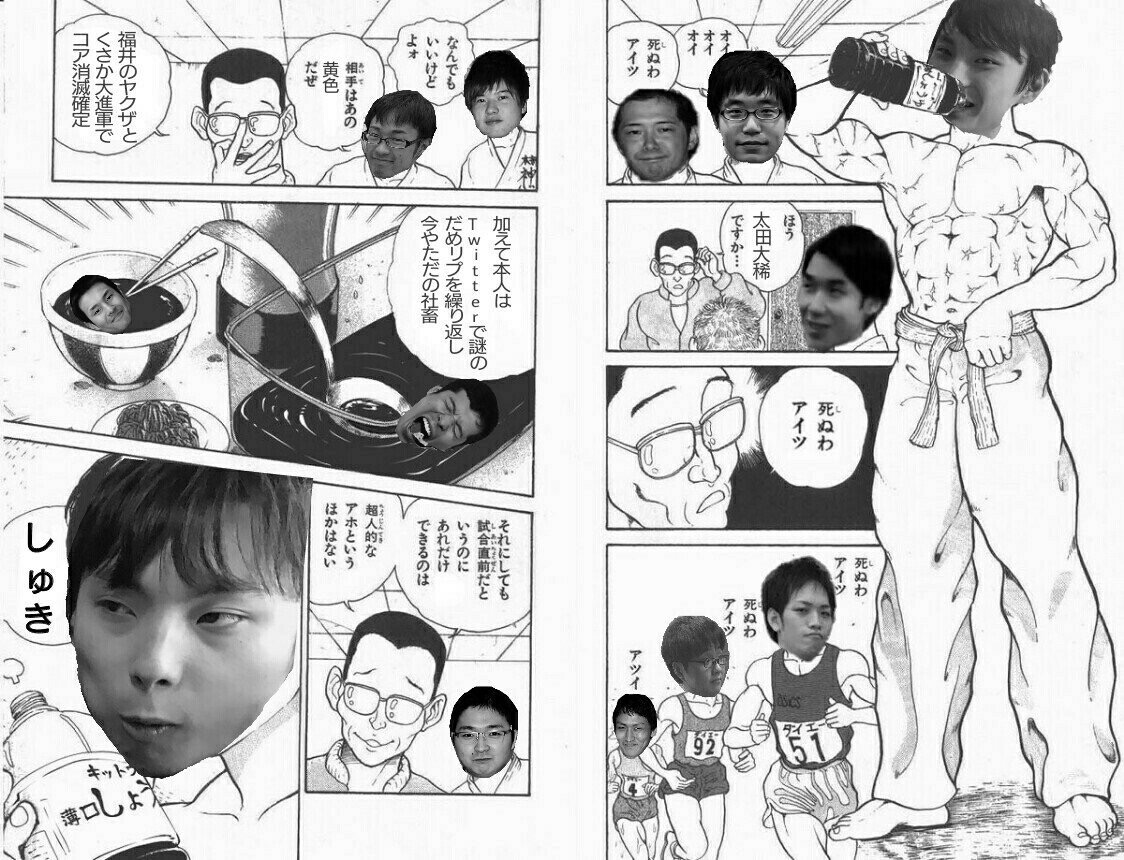 オイ
オイ
オイ
死ぬわ
アイツ
ほう
太田大稀
ですか…
死ぬわ
アイツ
死ぬわ
アイツ
死ぬわ
アイツ
アツイ
asics
ダイエー
51
ダイエー
92
4
なんでも
いいけど
よォ
相手はあの
黄色
だぜ
福井のヤクザと
くさか大進軍で
コア消滅確定
加えて本人は
Twitterで謎の
だめリプを繰り返し
今やただの社畜
それにしても
試合直前だと
いうのに
あれだけ
できるのは
超人的な
アホという
ほかはない
しゅき
キット
薄口しょ